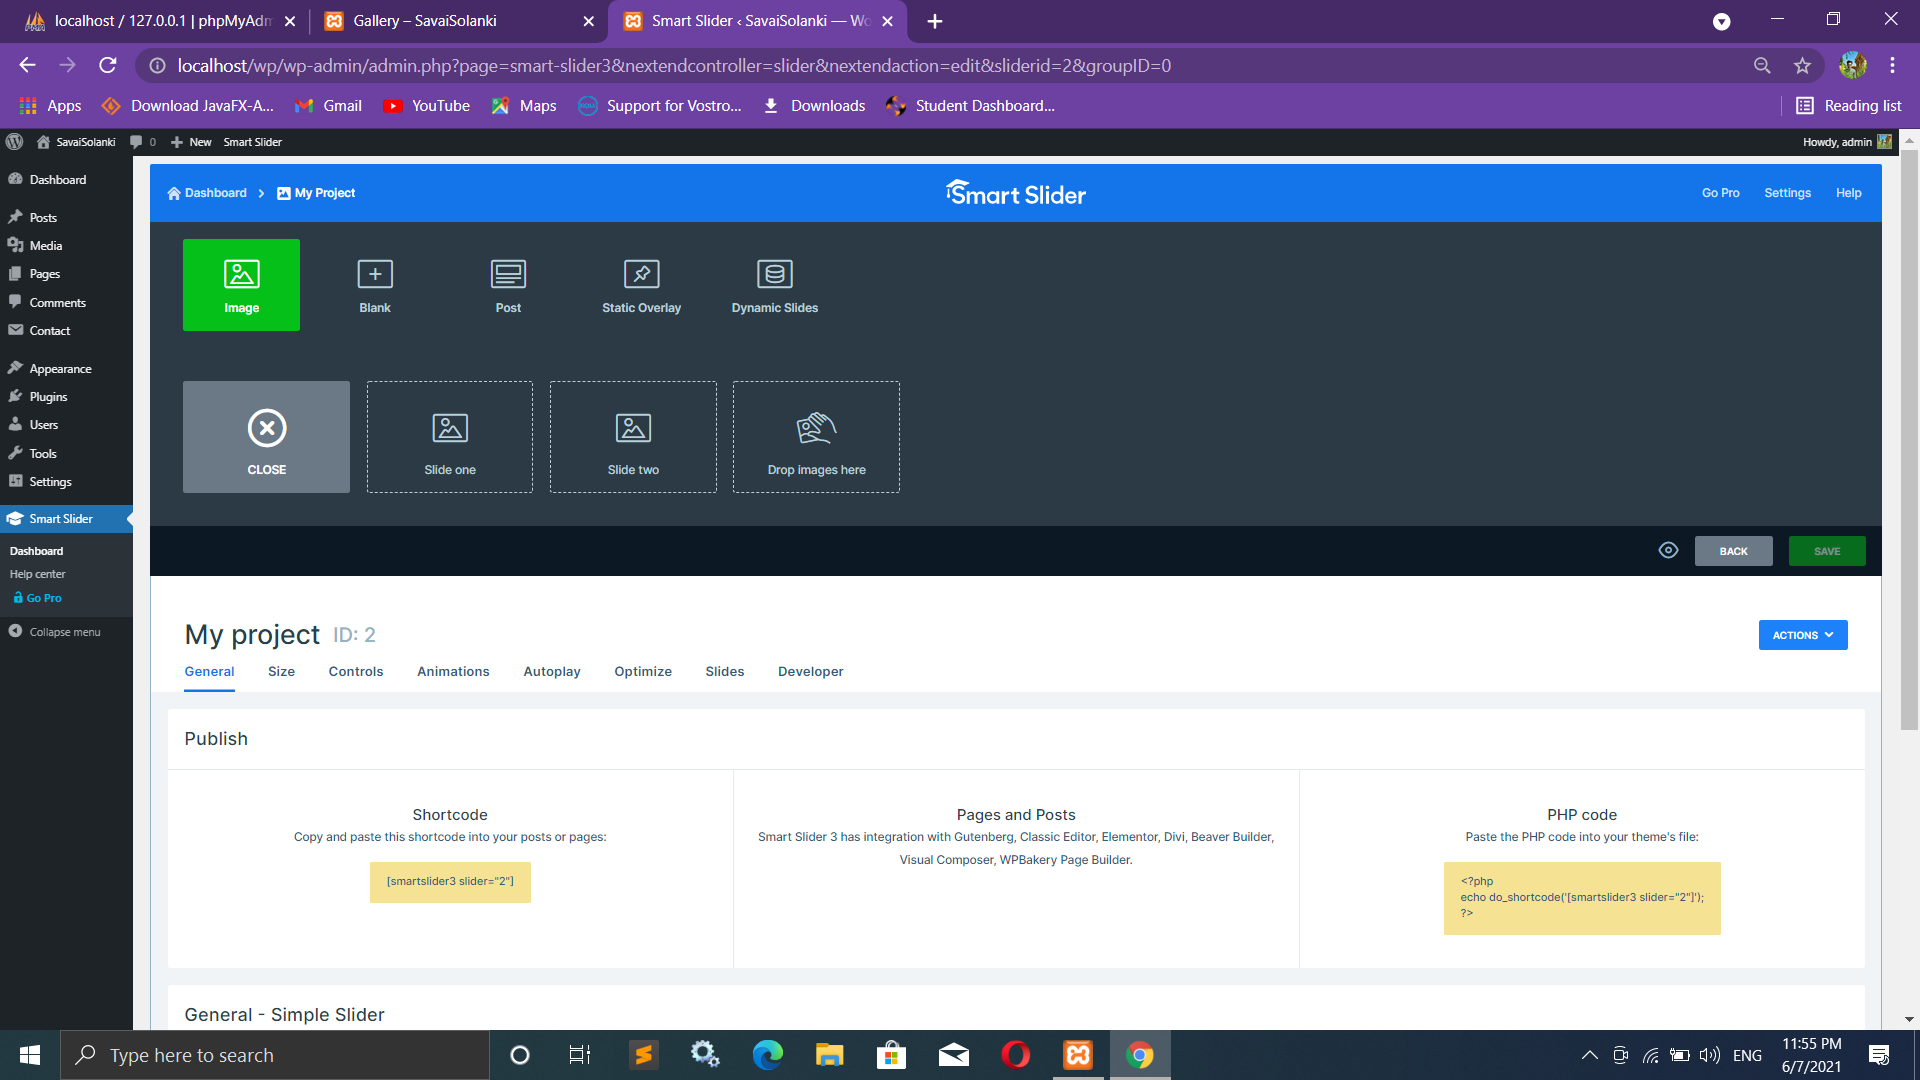 localhost / 127.0.0.1 | phpMyAdm
Gallery – SavaiSolanki
Smart Slider ‹ SavaiSolanki — Wo
localhost/wp/wp-admin/admin.php?page=smart-slider3&nextendcontroller=slider&nextendaction=edit&sliderid=2&groupID=0
Apps
Download JavaFX-A...
Gmail
YouTube
Maps
Support for Vostro...
Downloads
Student Dashboard...
Reading list
SavaiSolanki
0
New
Smart Slider
Howdy, admin
Dashboard
Posts
Media
Pages
Comments
Contact
Appearance
Plugins
Users
Tools
Settings
Smart Slider
Dashboard
Help center
Go Pro
Collapse menu
Dashboard
My Project
Smart Slider
Go Pro
Settings
Help
Image
Blank
Post
Static Overlay
Dynamic Slides
CLOSE
Slide one
Slide two
Drop images here
BACK
SAVE
My project ID: 2
ACTIONS
General
Size
Controls
Animations
Autoplay
Optimize
Slides
Developer
Publish
Shortcode
Copy and paste this shortcode into your posts or pages:
[smartslider3 slider="2"]
Pages and Posts
Smart Slider 3 has integration with Gutenberg, Classic Editor, Elementor, Divi, Beaver Builder,
Visual Composer, WPBakery Page Builder.
PHP code
Paste the PHP code into your theme's file:
<?php
echo do_shortcode('[smartslider3 slider="2"]');
?>
General - Simple Slider
Type here to search
ENG
11:55 PM
6/7/2021